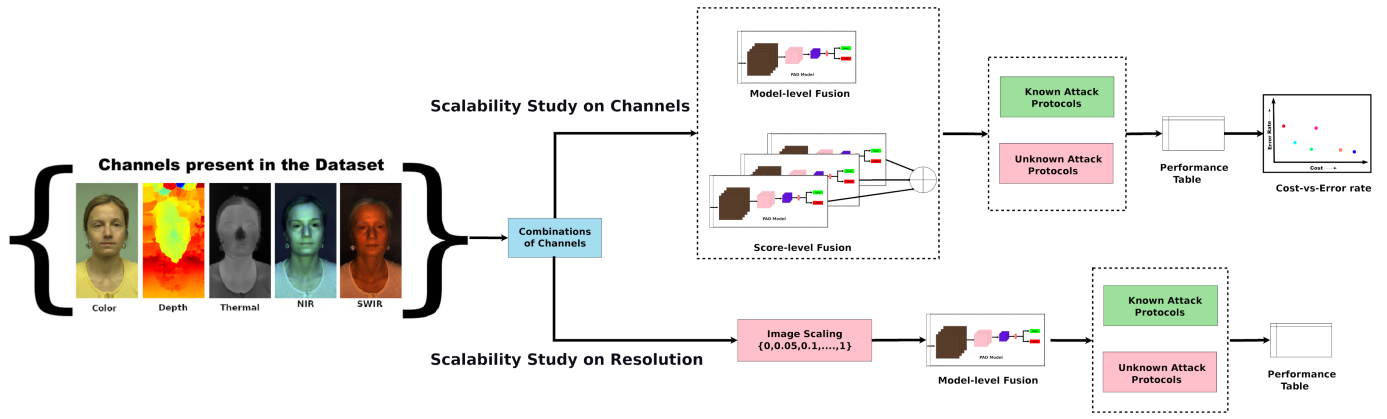 Channels present in the Dataset
Color
Depth
Thermal
NIR
SWIR
Combinations
of Channels
Scalability Study on Channels
PAD Model
Model-level Fusion
PAD Model
Score-level Fusion
Known Attack
Protocols
Unknown Attack
Protocols
Performance
Table
Error Rate
Cost
Cost-vs-Error rate
Scalability Study on Resolution
Image Scaling
{0,0.05,0.1,....,1}
PAD Model
Model-level Fusion
Known Attack
Protocols
Unknown Attack
Protocols
Performance
Table